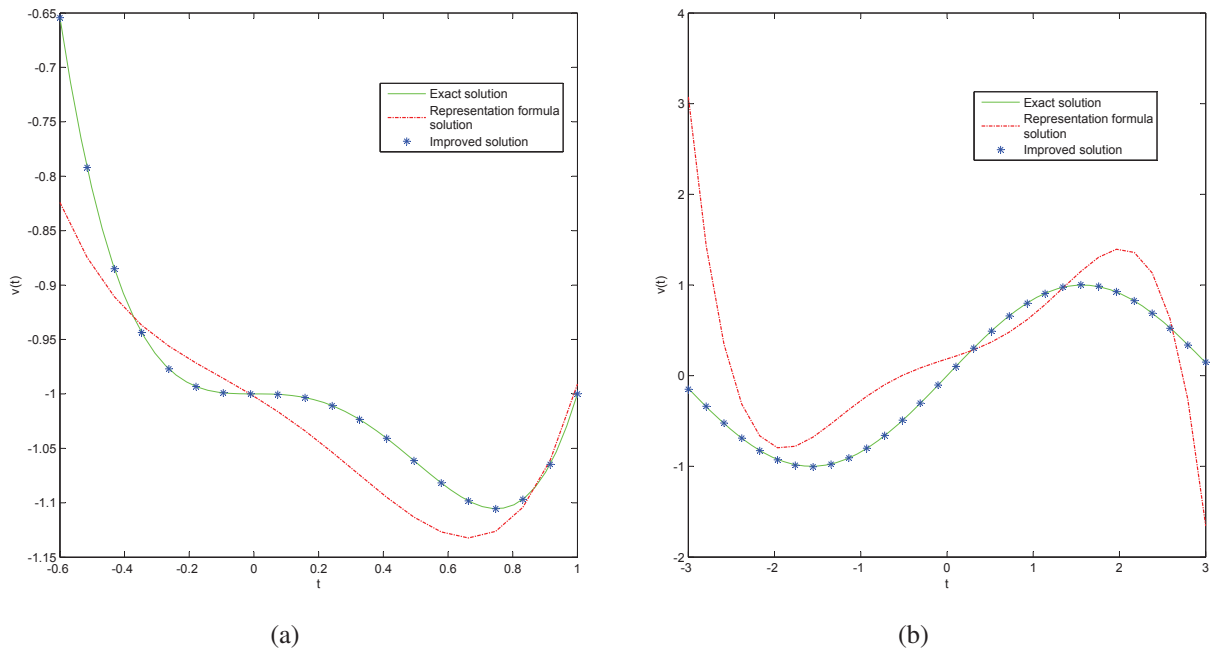 -0.65
-0.7
-0.75
-0.8
-0.85
-0.9
-0.95
-1
-1.05
-1.1
-1.15
-0.6
-0.4
-0.2
0
0.2
0.4
0.6
0.8
1
t
v(t)
Exact solution
Representation formula
solution
Improved solution
(a)
4
3
2
1
0
-1
-2
-3
-2
-1
0
1
2
3
t
v(t)
Exact solution
Representation formula
solution
Improved solution
(b)